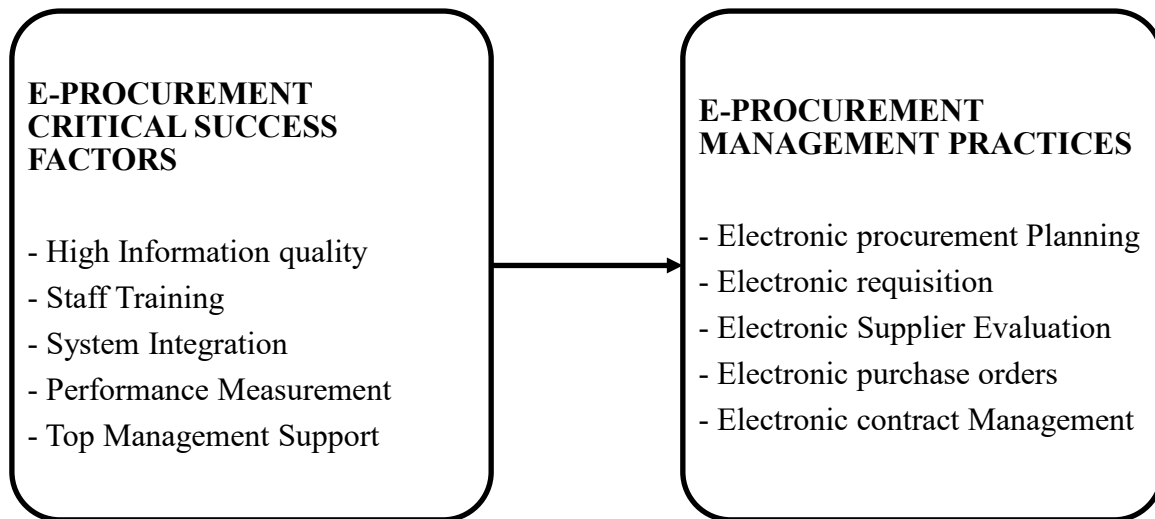 E-PROCUREMENT
CRITICAL SUCCESS
FACTORS
- High Information quality
- Staff Training
- System Integration
- Performance Measurement
- Top Management Support
E-PROCUREMENT
MANAGEMENT PRACTICES
- Electronic procurement Planning
- Electronic requisition
- Electronic Supplier Evaluation
- Electronic purchase orders
- Electronic contract Management